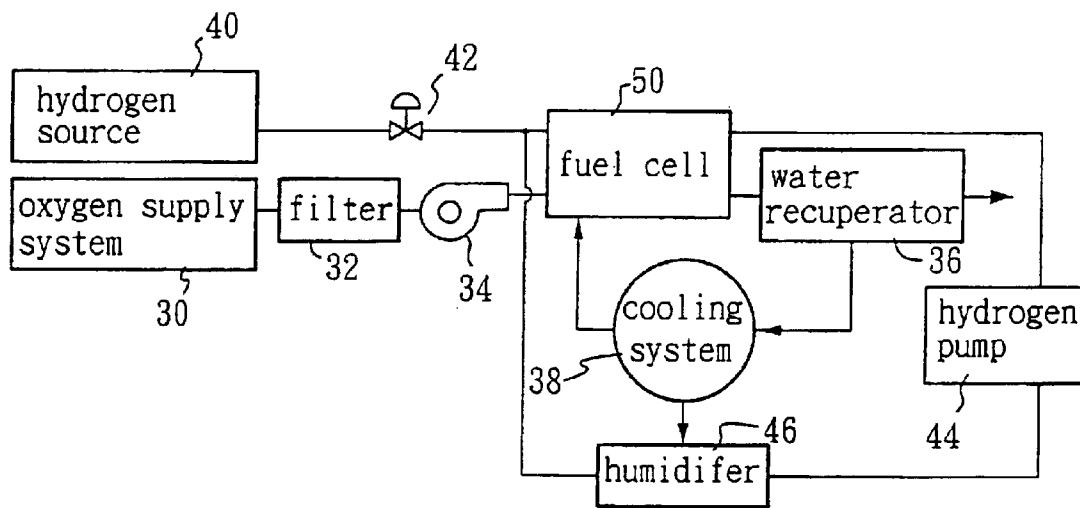 40
hydrogen
source
42
50
fuel cell
oxygen supply
system
30
filter
32
34
water
recuperator
36
cooling
system
38
hydrogen
pump
44
46
humidifer